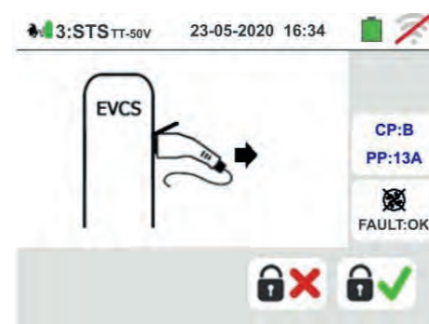 3:STS TT-50V 23-05-2020 16:34
EVCS
CP:B
PP:13A
FAULT:OK